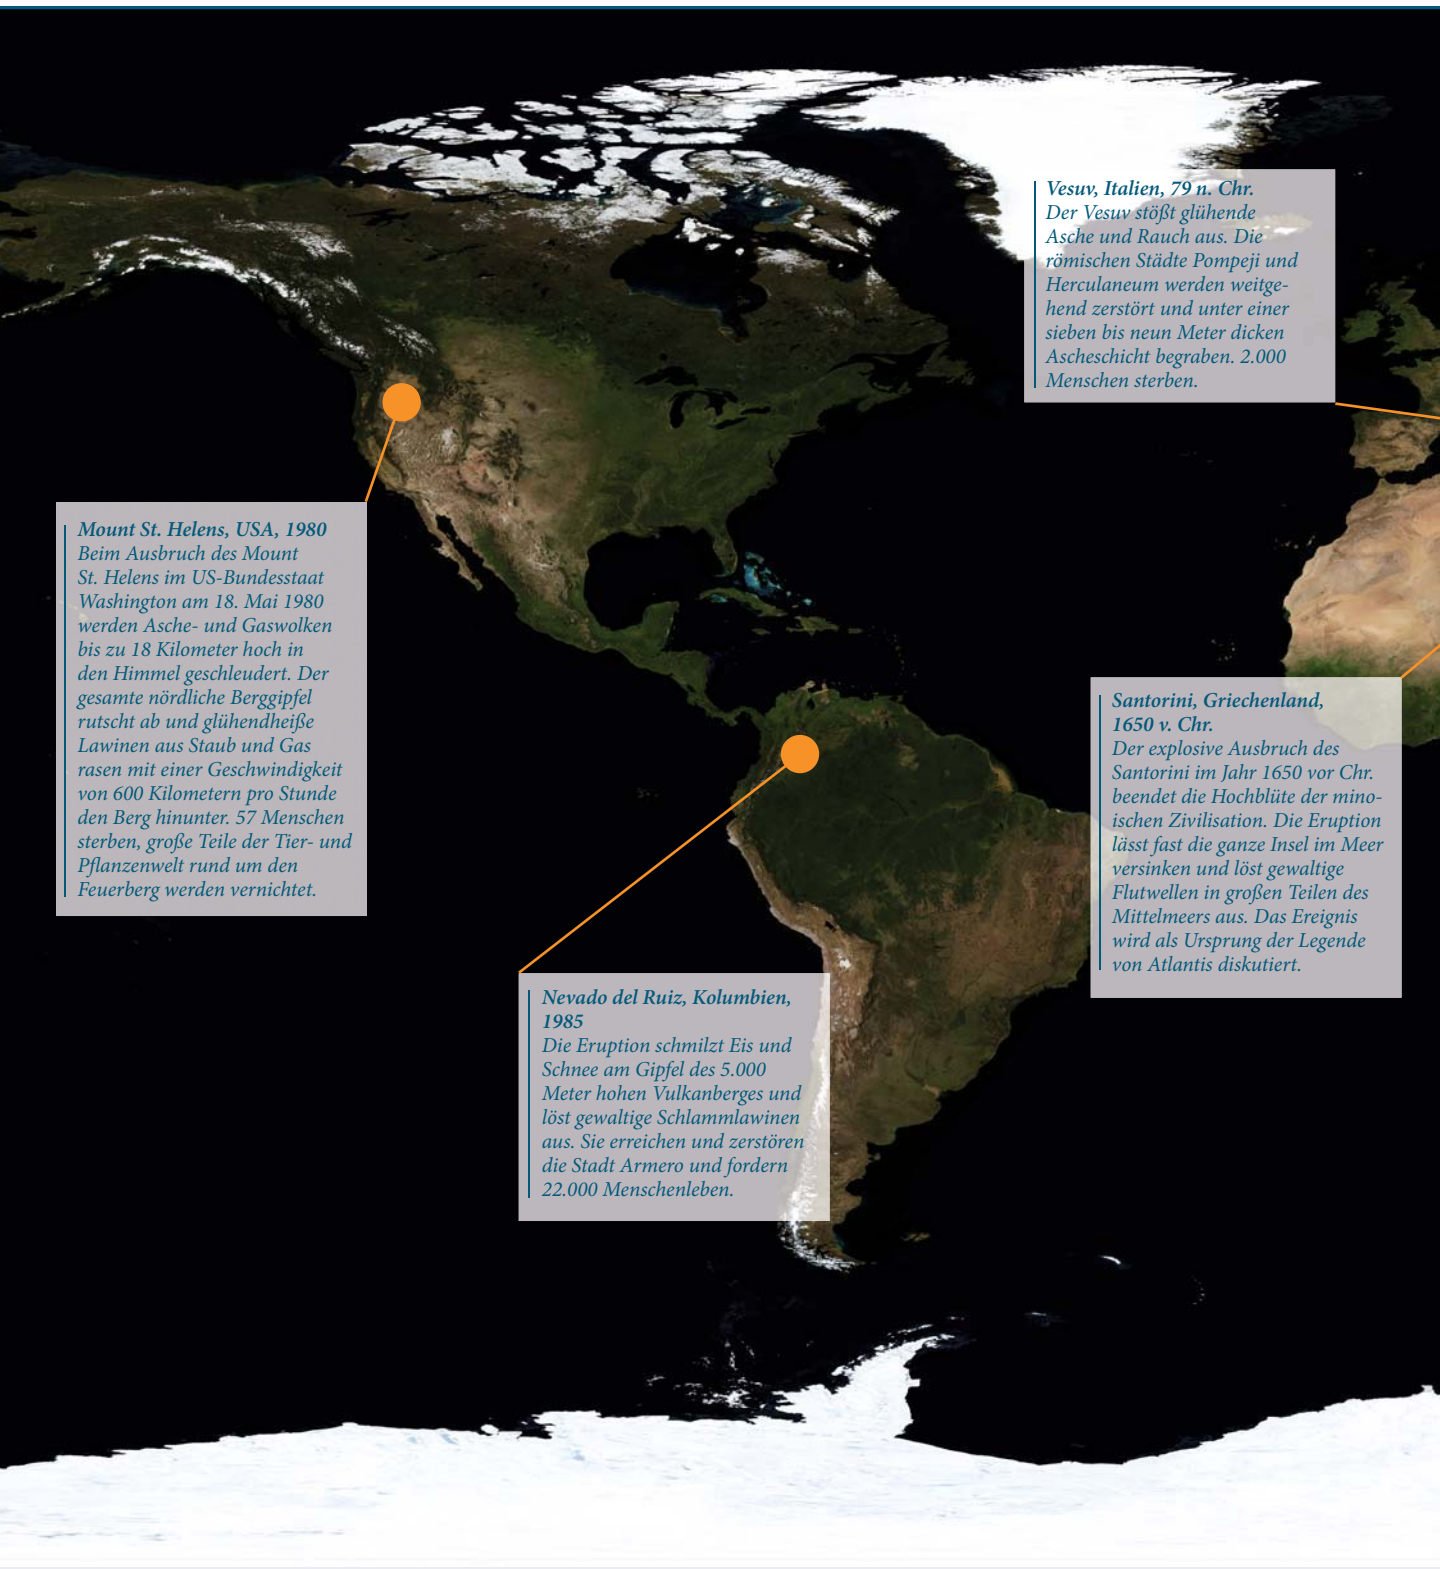 Vesuv, Italien, 79 n. Chr.
Der Vesuv stößt glühende
Asche und Rauch aus. Die
römischen Städte Pompeji und
Herculaneum werden weitge-
hend zerstört und unter einer
sieben bis neun Meter dicken
Ascheschicht begraben. 2.000
Menschen sterben.
Mount St. Helens, USA, 1980
Beim Ausbruch des Mount
St. Helens im US-Bundesstaat
Washington am 18. Mai 1980
werden Asche- und Gaswolken
bis zu 18 Kilometer hoch in
den Himmel geschleudert. Der
gesamte nördliche Berggipfel
rutscht ab und glühendheiße
Lawinen aus Staub und Gas
rasen mit einer Geschwindigkeit
von 600 Kilometern pro Stunde
den Berg hinunter. 57 Menschen
sterben, große Teile der Tier- und
Pflanzenwelt rund um den
Feuerberg werden vernichtet.
Santorini, Griechenland,
1650 v. Chr.
Der explosive Ausbruch des
Santorini im Jahr 1650 vor Chr.
beendet die Hochblüte der mino-
ischen Zivilisation. Die Eruption
lässt fast die ganze Insel im Meer
versinken und löst gewaltige
Flutwellen in großen Teilen des
Mittelmeers aus. Das Ereignis
wird als Ursprung der Legende
von Atlantis diskutiert.
Nevado del Ruiz, Kolumbien,
1985
Die Eruption schmilzt Eis und
Schnee am Gipfel des 5.000
Meter hohen Vulkanberges und
löst gewaltige Schlammlawinen
aus. Sie erreichen und zerstören
die Stadt Armero und fordern
22.000 Menschenleben.